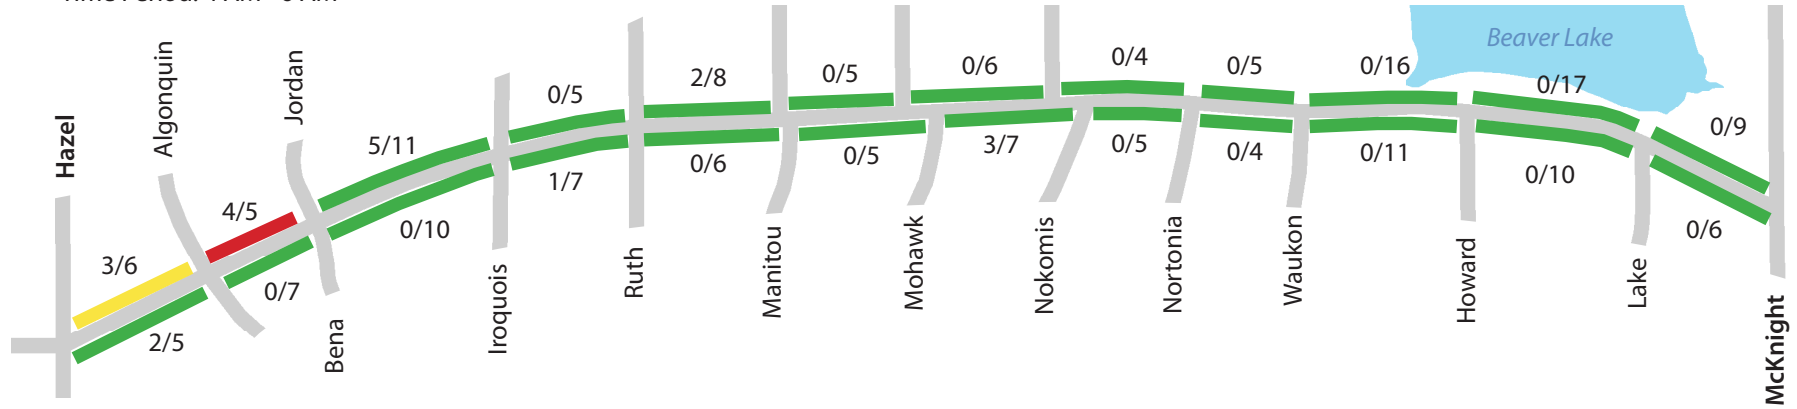 Beaver Lake
Hazel
Algonquin
Jordan
3/6
4/5
5/11
0/5
2/8
0/5
0/6
0/4
0/5
0/16
0/17
0/9
2/5
0/7
0/10
1/7
0/6
0/5
3/7
0/5
0/4
0/11
0/10
0/6
Bena
Iroquois
Ruth
Manitou
Mohawk
Nokomis
Nortonia
Waukon
Howard
Lake
McKnight